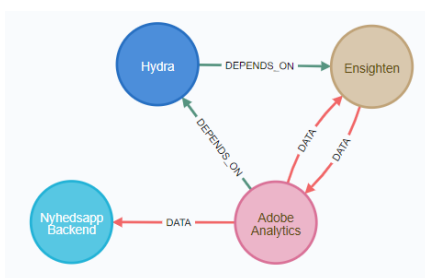 Hydra
DEPENDS_ON
Ensighten
DEPENDS_ON
DATA
DATA
Nyhedsapp
Backend
DATA
Adobe
Analytics